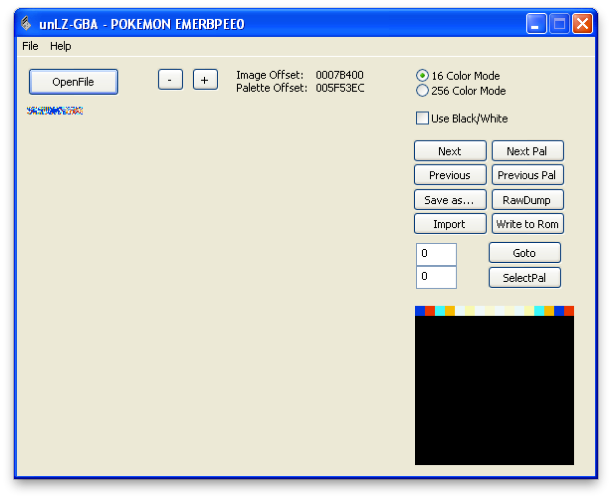 unLZ-GBA - POKEMON EMERBPEE0
File Help
OpenFile - + Image Offset: 0007B400
Palette Offset: 005F53EC
16 Color Mode
256 Color Mode
Use Black/White
Next Next Pal
Previous Previous Pal
Save as... RawDump
Import Write to Rom
0 Goto
0 SelectPal